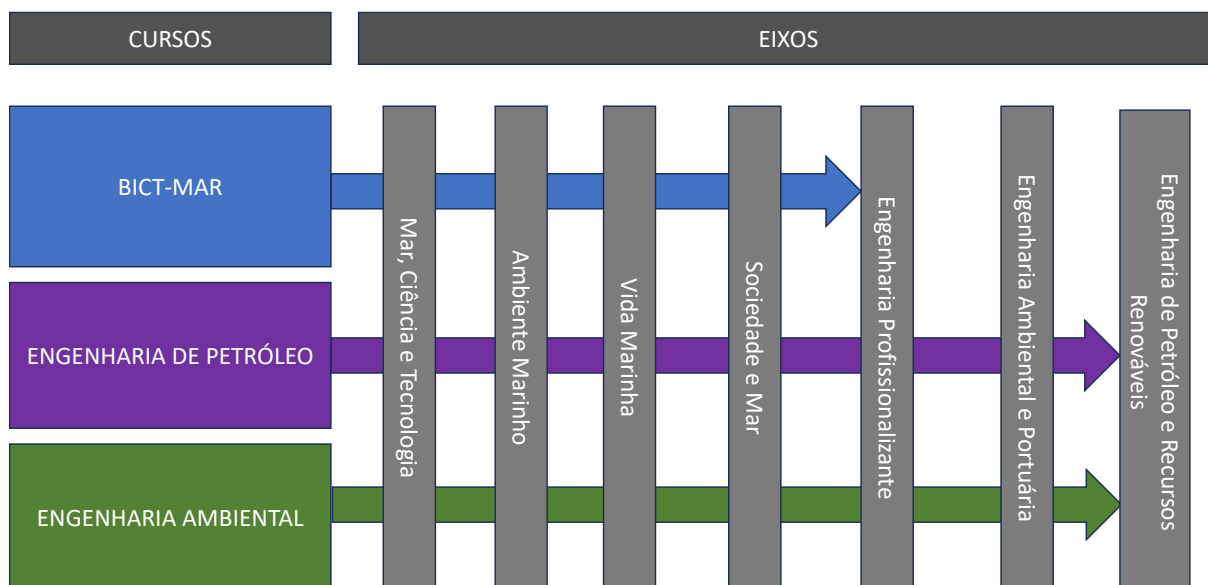 CURSOS
EIXOS
BICT-MAR
ENGENHARIA DE PETRÓLEO
ENGENHARIA AMBIENTAL
Mar, Ciência e Tecnologia
Ambiente Marinho
Vida Marinha
Sociedade e Mar
Engenharia Profissionalizante
Engenharia Ambiental e Portuária
Engenharia de Petróleo e Recursos
Renováveis